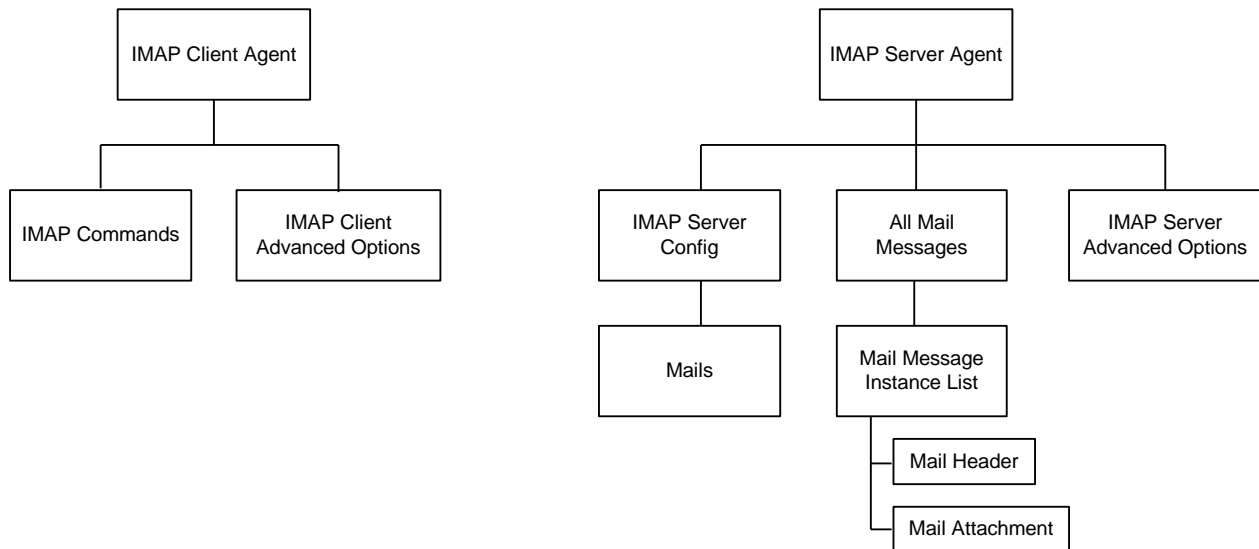 IMAP Client Agent
IMAP Commands
IMAP Client
Advanced Options
IMAP Server Agent
IMAP Server
Config
All Mail
Messages
IMAP Server
Advanced Options
Mails
Mail Message
Instance List
Mail Header
Mail Attachment